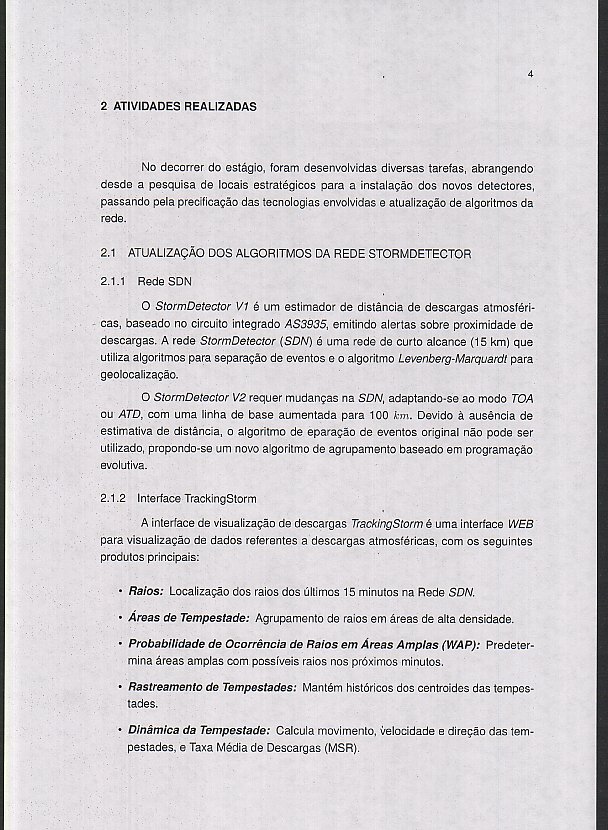 4
2 ATIVIDADES REALIZADAS
No decorrer do estágio, foram desenvolvidas diversas tarefas, abrangendo
desde a pesquisa de locais estratégicos para a instalação dos novos detectores,
passando pela precificação das tecnologias envolvidas e atualização de algoritmos da
rede.
2.1 ATUALIZAÇÃO DOS ALGORITMOS DA REDE STORMDETECTOR
2.1.1 Rede SDN
O StormDetector V1 é um estimador de distância de descargas atmosféri-
cas, baseado no circuito integrado AS3935, emitindo alertas sobre proximidade de
descargas. A rede StormDetector (SDN) é uma rede de curto alcance (15 km) que
utiliza algoritmos para separação de eventos e o algoritmo Levenberg-Marquardt para
geolocalização.
O StormDetector V2 requer mudanças na SDN, adaptando-se ao modo TOA
ou ATD, com uma linha de base aumentada para 100 km. Devido à ausência de
estimativa de distância, o algoritmo de eparação de eventos original não pode ser
utilizado, propondo-se um novo algoritmo de agrupamento baseado em programação
evolutiva.
2.1.2 Interface TrackingStorm
A interface de visualização de descargas TrackingStorm é uma interface WEB
para visualização de dados referentes a descargas atmosféricas, com os seguintes
produtos principais:
• Raios: Localização dos raios dos últimos 15 minutos na Rede SDN.
• Áreas de Tempestade: Agrupamento de raios em áreas de alta densidade.
• Probabilidade de Ocorrência de Raios em Áreas Amplas (WAP): Predeter-
mina áreas amplas com possíveis raios nos próximos minutos.
• Rastreamento de Tempestades: Mantém históricos dos centroides das tempes-
tades.
• Dinâmica da Tempestade: Calcula movimento, velocidade e direção das tem-
pestades, e Taxa Média de Descargas (MSR).